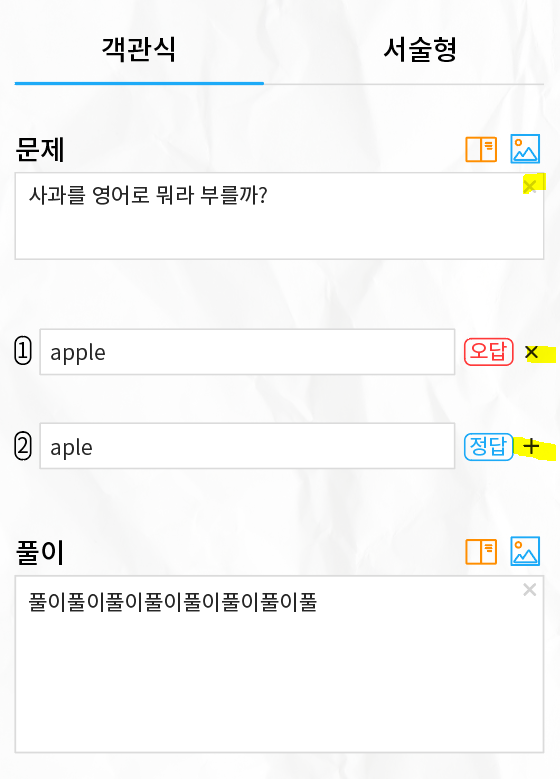 객관식 서술형
문제
사과를 영어로 뭐라 부를까?
1 apple 오답
2 aple 정답
풀이
풀이풀이풀이풀이풀이풀이풀이풀